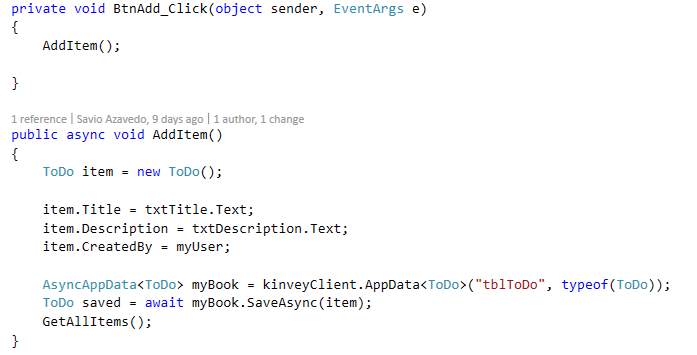 private void BtnAdd_Click(object sender, EventArgs e)
{
    AddItem();
}
1 reference | Savio Azavedo, 9 days ago | 1 author, 1 change
public async void AddItem()
{
    ToDo item = new ToDo();
    item.Title = txtTitle.Text;
    item.Description = txtDescription.Text;
    item.CreatedBy = myUser;
    AsyncAppData<ToDo> myBook = kinveyClient.AppData<ToDo>("tblToDo", typeof(ToDo));
    ToDo saved = await myBook.SaveAsync(item);
    GetAllItems();
}